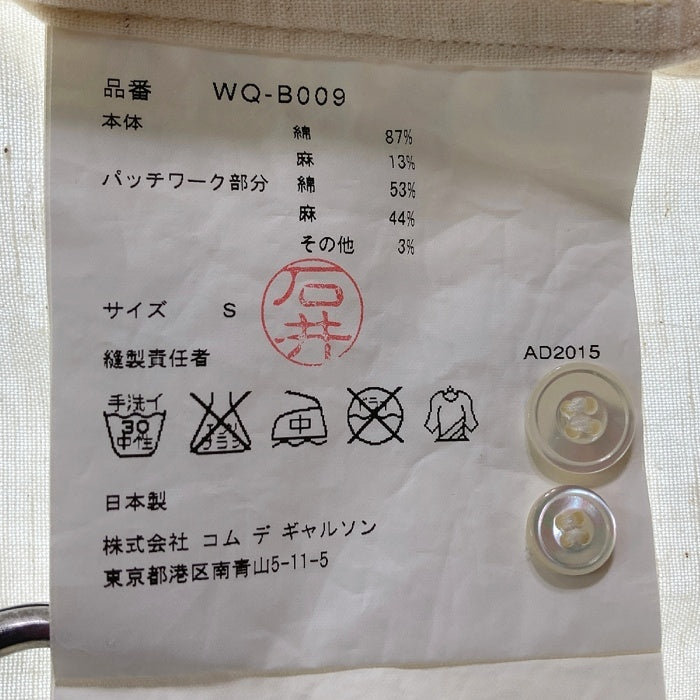 品番 WQ-B009
本体 綿 87%
麻 13%
パッチワーク部分 綿 53%
麻 44%
その他 3%
石井
サイズ S
縫製責任者
AD2015
手洗イ
30
中性
中
ドライ
日本製
株式会社 コム デ ギャルソン
東京都港区南青山5-11-5